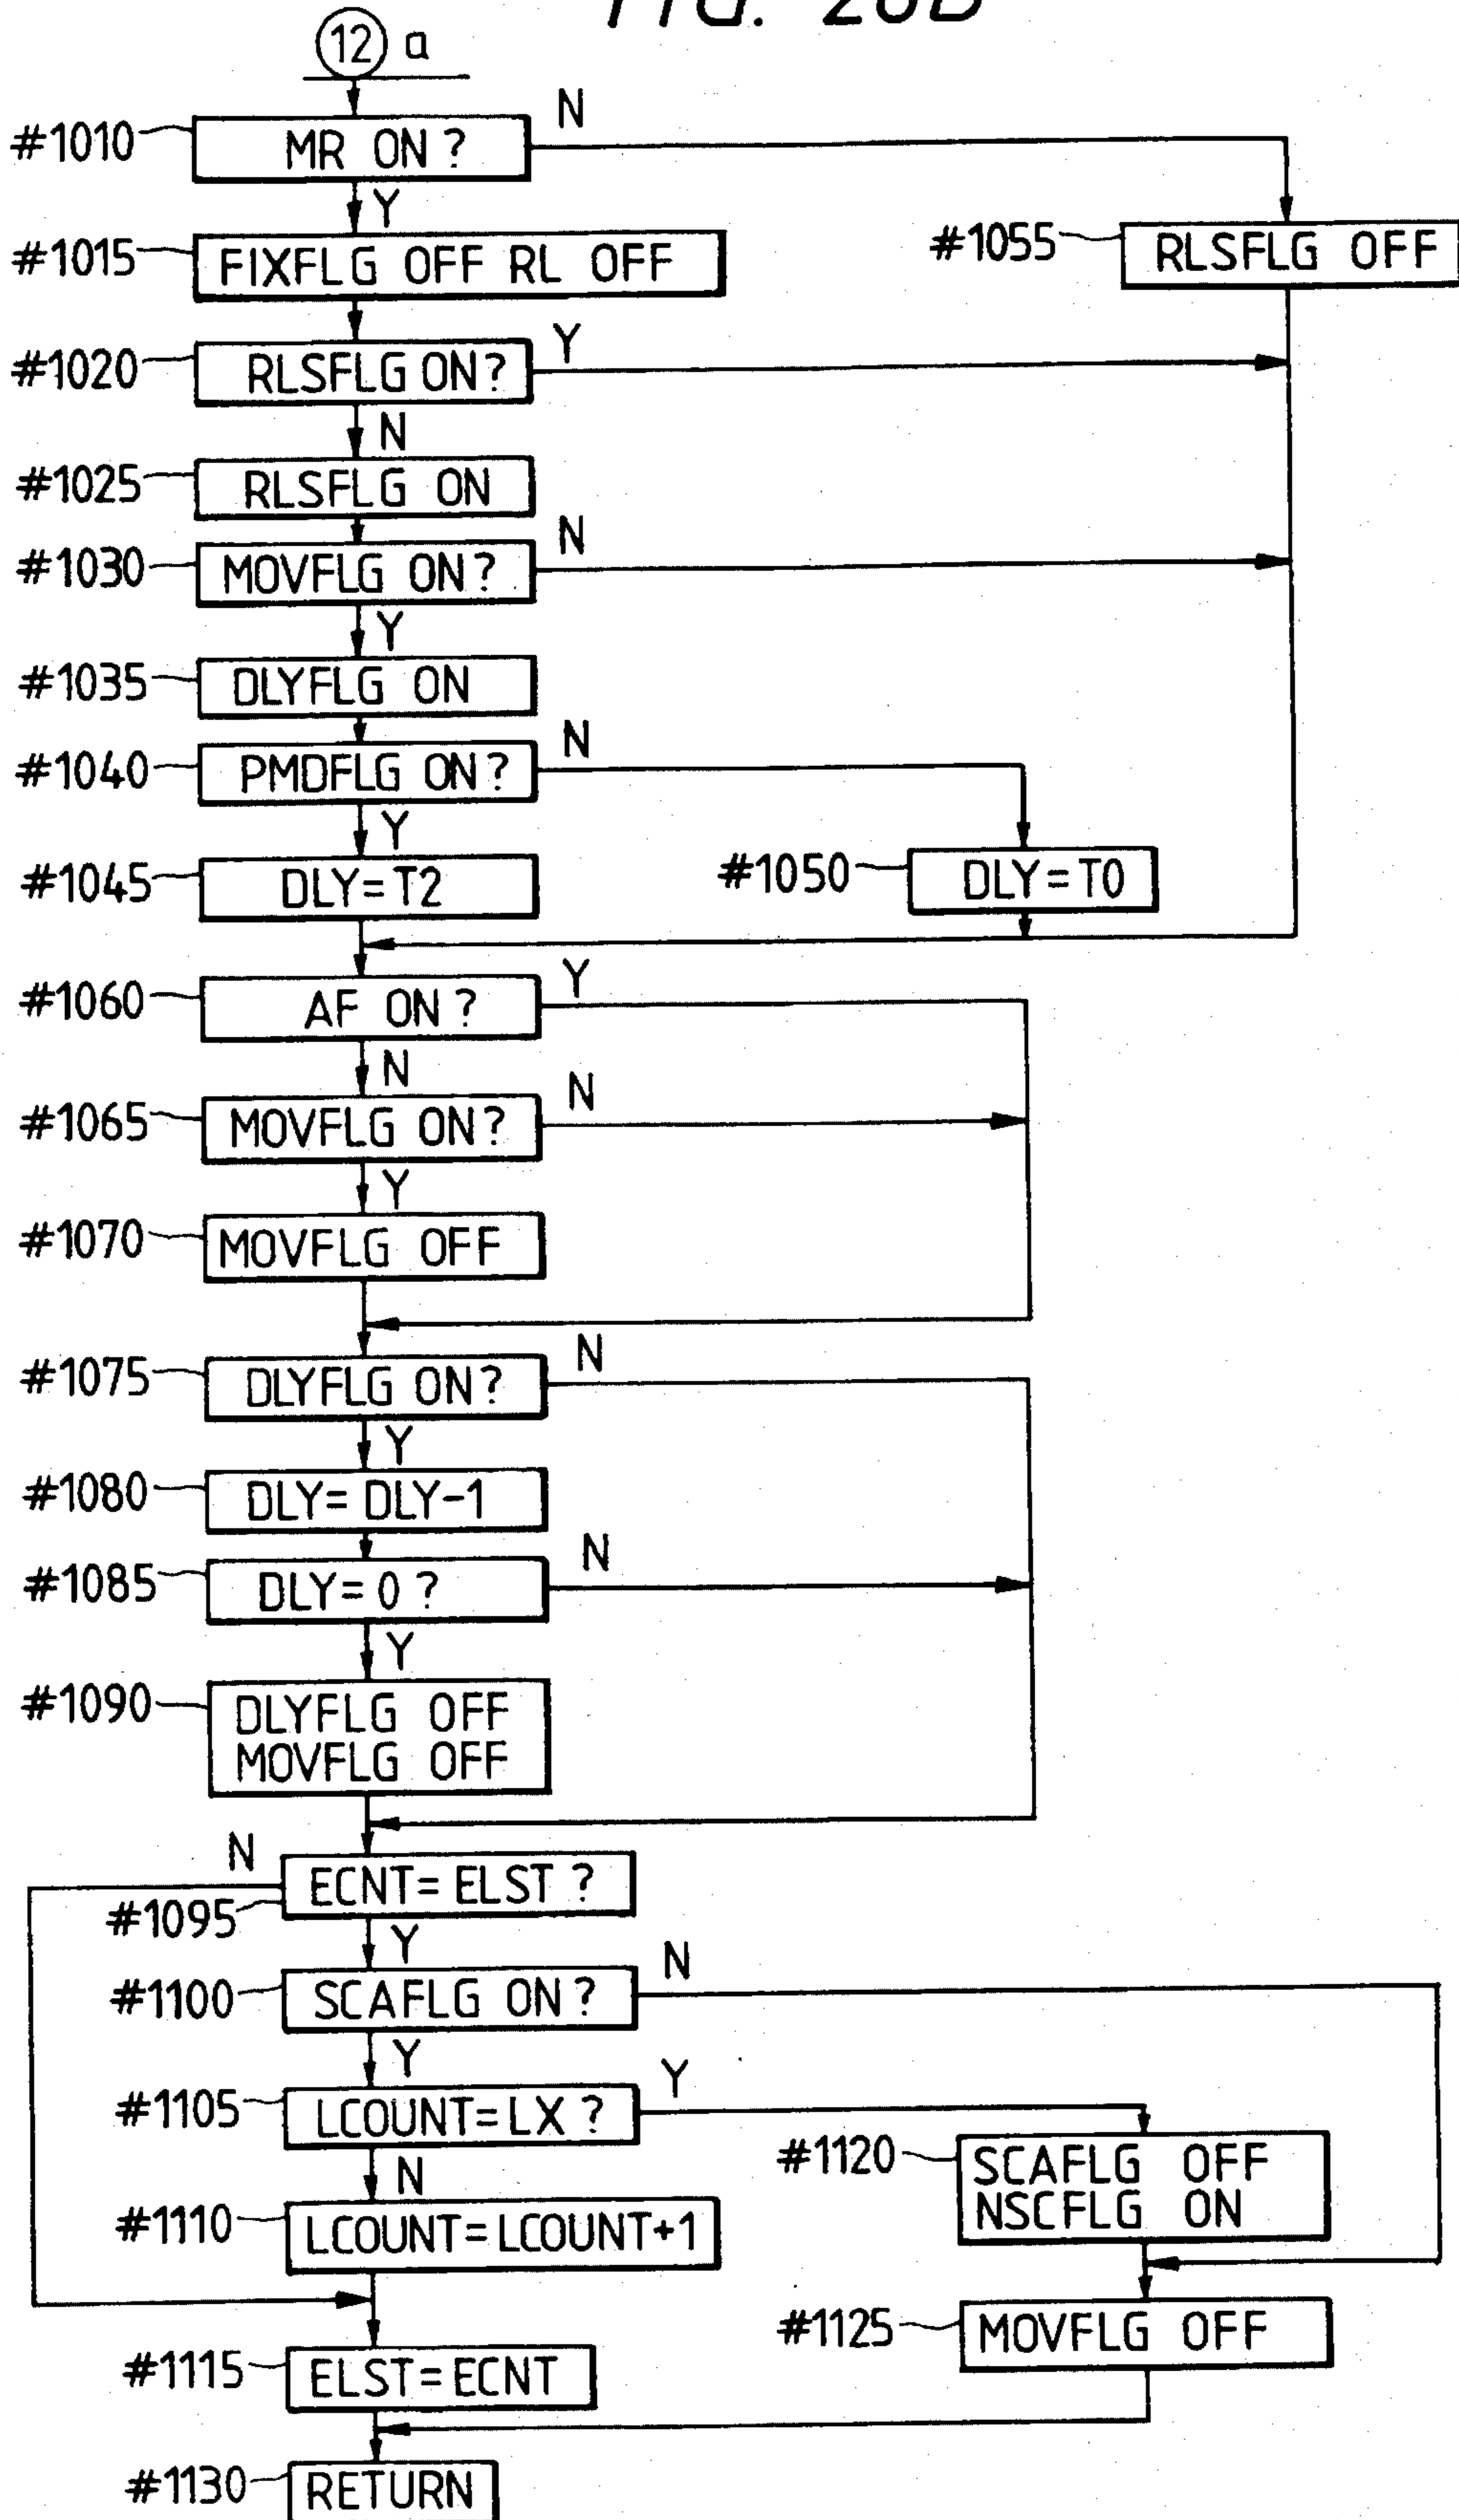 FIG. 20B
12 a
N
#1010 MR ON ?
Y
#1015 FIXFLG OFF RL OFF
#1055 RLSFLG OFF
Y
#1020 RLSFLG ON?
N
#1025 RLSFLG ON
N
#1030 MOVFLG ON?
Y
#1035 DLYFLG ON
N
#1040 PMDFLG ON?
Y
#1045 DLY=T2
#1050 DLY=T0
Y
#1060 AF ON ?
N
N
#1065 MOVFLG ON?
Y
#1070 MOVFLG OFF
N
#1075 DLYFLG ON?
Y
#1080 DLY=DLY-1
N
#1085 DLY=0 ?
Y
#1090 DLYFLG OFF
MOVFLG OFF
N
#1095 ECNT=ELST ?
Y
N
#1100 SCAFLG ON ?
Y
Y
#1105 LCOUNT=LX ?
N
#1120 SCAFLG OFF
NSCFLG ON
#1110 LCOUNT=LCOUNT+1
#1125 MOVFLG OFF
#1115 ELST=ECNT
#1130 RETURN